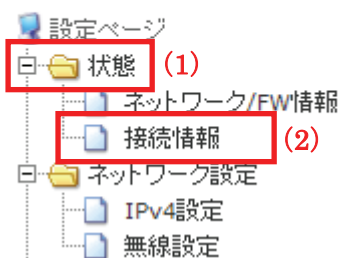 設定ページ
状態 (1)
ネットワーク/FW情報
接続情報 (2)
ネットワーク設定
IPv4設定
無線設定